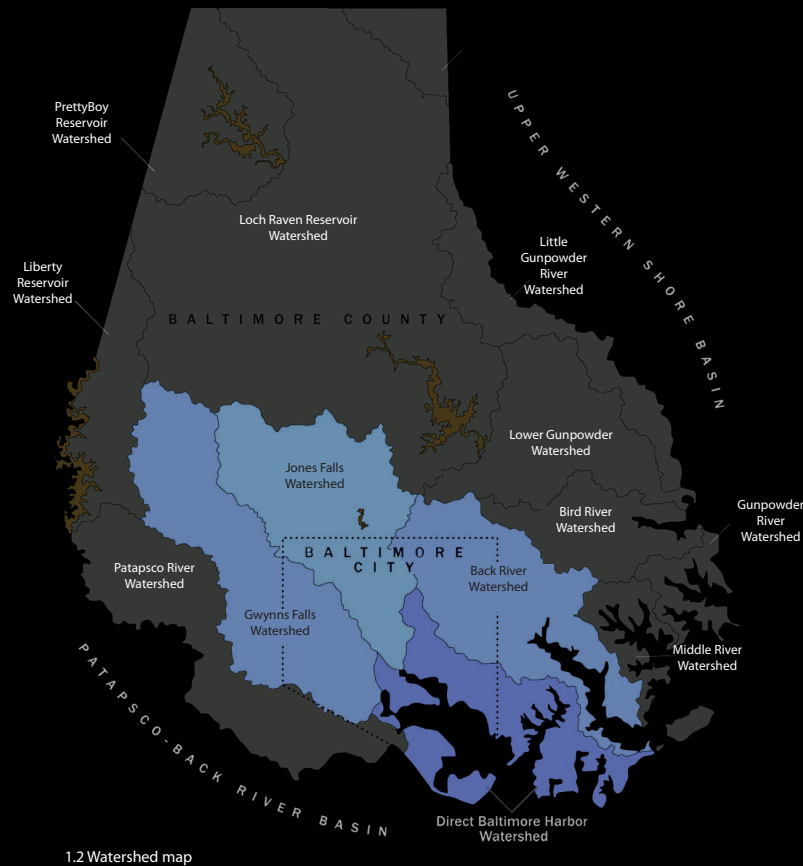 UPPER WESTERN SHORE BASIN
PrettyBoy
Reservoir
Watershed
Loch Raven Reservoir
Watershed
Little
Gunpowder
River
Watershed
Liberty
Reservoir
Watershed
BALTIMORE COUNTY
Lower Gunpowder
Watershed
Jones Falls
Watershed
Bird River
Watershed
Gunpowder
River
Watershed
BALTIMORE
CITY
Patapsco River
Watershed
Back River
Watershed
Gwynns Falls
Watershed
Middle River
Watershed
PATAPSCO-BACK RIVER BASIN
Direct Baltimore Harbor
Watershed
1.2 Watershed map